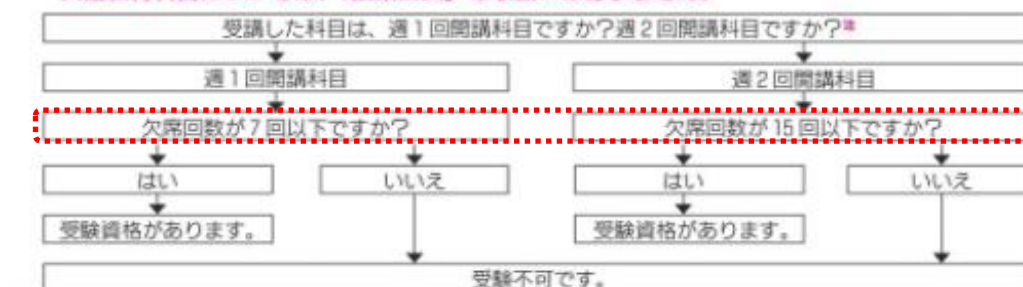 受講した科目は、週1回開講科目ですか?週2回開講科目ですか?注
週1回開講科目
週2回開講科目
欠席回数が7回以下ですか?
欠席回数が15回以下ですか?
はい
いいえ
はい
いいえ
受験資格があります。
受験資格があります。
受験不可です。